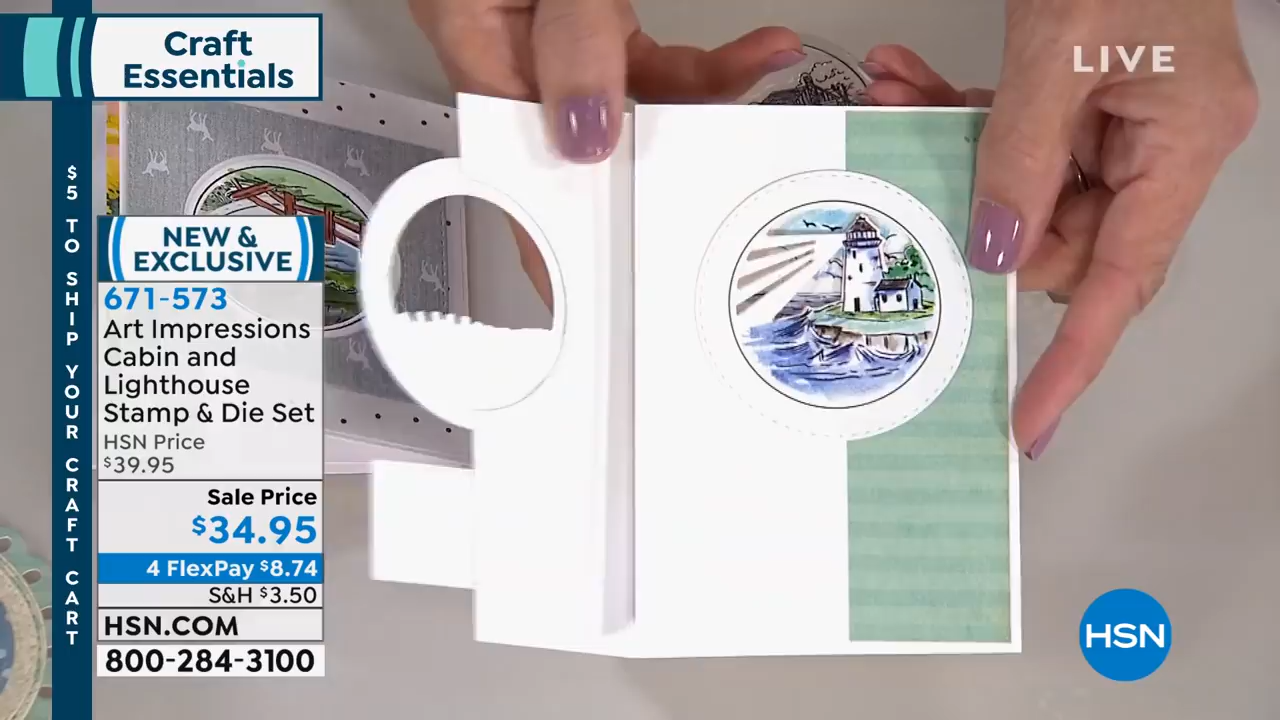 Craft
Essentials
LIVE
$5 TO SHIP YOUR CRAFT CART
NEW &
EXCLUSIVE
671-573
Art Impressions
Cabin and
Lighthouse
Stamp & Die Set
HSN Price
$39.95
Sale Price
$34.95
4 FlexPay $8.74
S&H $3.50
HSN.COM
800-284-3100
HSN